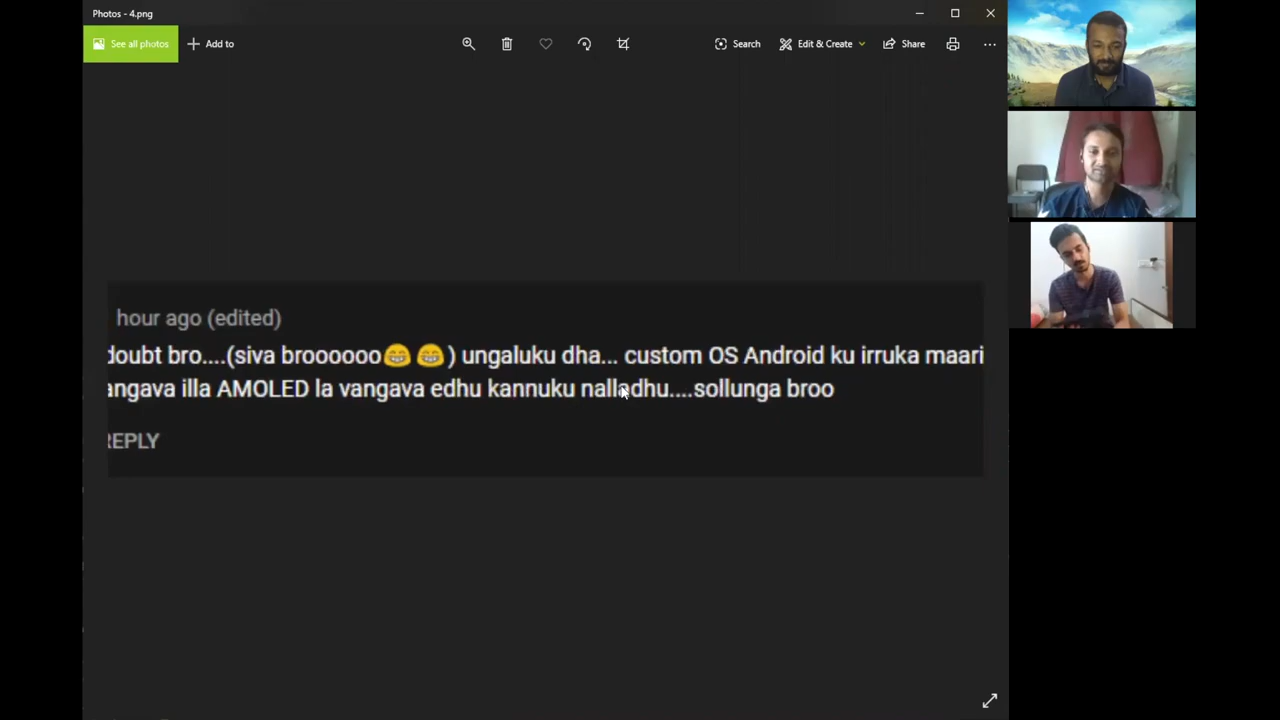 Photos - 4.png
See all photos
Add to
Search
Edit & Create
Share
hour ago (edited)
doubt bro....(siva broooooo😁😁) ungaluku dha... custom OS Android ku irruka maari
angava illa AMOLED la vangava edhu kannuku nalladhu....sollunga broo
REPLY